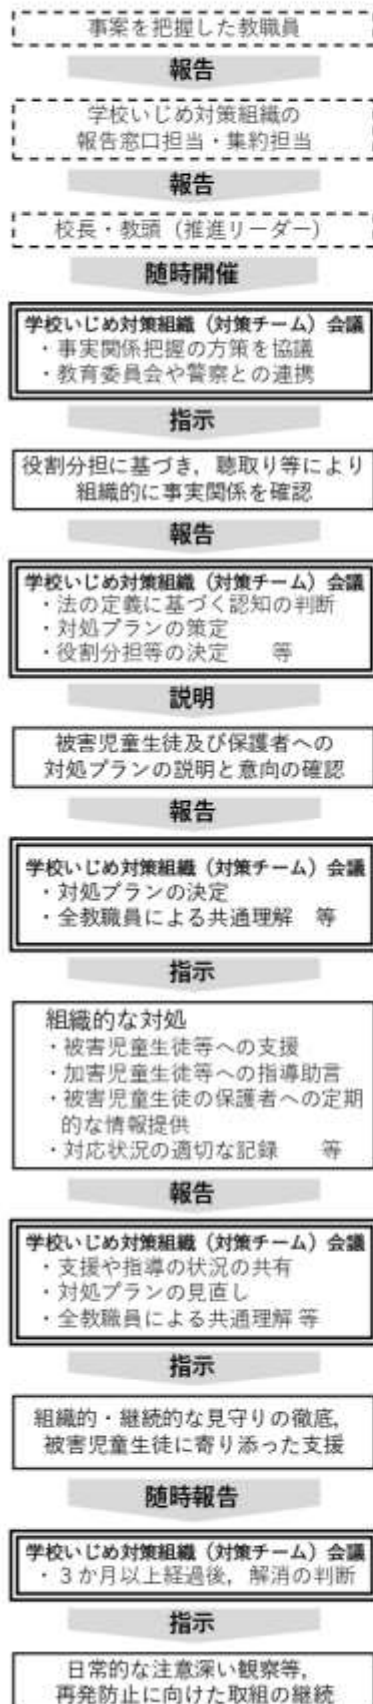 事案を把握した教職員
報告
学校いじめ対策組織の
報告窓口担当・集約担当
報告
校長・教頭（推進リーダー）
随時開催
学校いじめ対策組織（対策チーム）会議
・事実関係把握の方策を協議
・教育委員会や警察との連携
指示
役割分担に基づき，聴取り等により
組織的に事実関係を確認
報告
学校いじめ対策組織（対策チーム）会議
・法の定義に基づく認知の判断
・対処プランの策定
・役割分担等の決定　　等
説明
被害児童生徒及び保護者への
対処プランの説明と意向の確認
報告
学校いじめ対策組織（対策チーム）会議
・対処プランの決定
・全教職員による共通理解　等
指示
組織的な対処
・被害児童生徒等への支援
・加害児童生徒等への指導助言
・被害児童生徒の保護者への定期
的な情報提供
・対応状況の適切な記録　　等
報告
学校いじめ対策組織（対策チーム）会議
・支援や指導の状況の共有
・対処プランの見直し
・全教職員による共通理解 等
指示
組織的・継続的な見守りの徹底，
被害児童生徒に寄り添った支援
随時報告
学校いじめ対策組織（対策チーム）会議
・３か月以上経過後，解消の判断
指示
日常的な注意深い観察等，
再発防止に向けた取組の継続